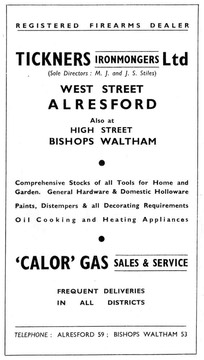 REGISTERED FIREARMS DEALER
TICKNERS IRONMONGERS Ltd
(Sole Directors: M. J. and J. S. Stiles)
WEST STREET
ALRESFORD
Also at
HIGH STREET
BISHOPS WALTHAM
Comprehensive Stocks of all Tools for Home and
Garden. General Hardware & Domestic Holloware
Paints, Distempers & all Decorating Requirements
Oil Cooking and Heating Appliances
'CALOR' GAS SALES & SERVICE
FREQUENT DELIVERIES
IN ALL DISTRICTS
TELEPHONE: ALRESFORD 59; BISHOPS WALTHAM 53